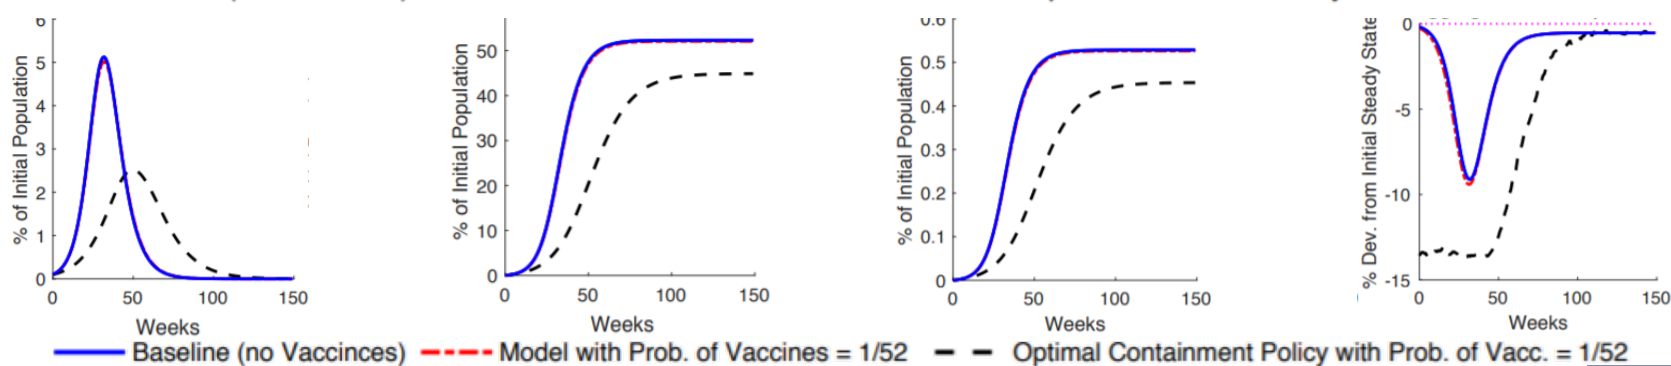 6
5
4
3
2
1
0
% of Initial Population
0 50 100 150
Weeks
50
40
30
20
10
0
% of Initial Population
0 50 100 150
Weeks
0.6
0.5
0.4
0.3
0.2
0.1
0
% of Initial Population
0 50 100 150
Weeks
0
-5
-10
-15
% Dev. from Initial Steady State
0 50 100 150
Weeks
Baseline (no Vaccinces) Model with Prob. of Vaccines = 1/52 Optimal Containment Policy with Prob. of Vacc. = 1/52